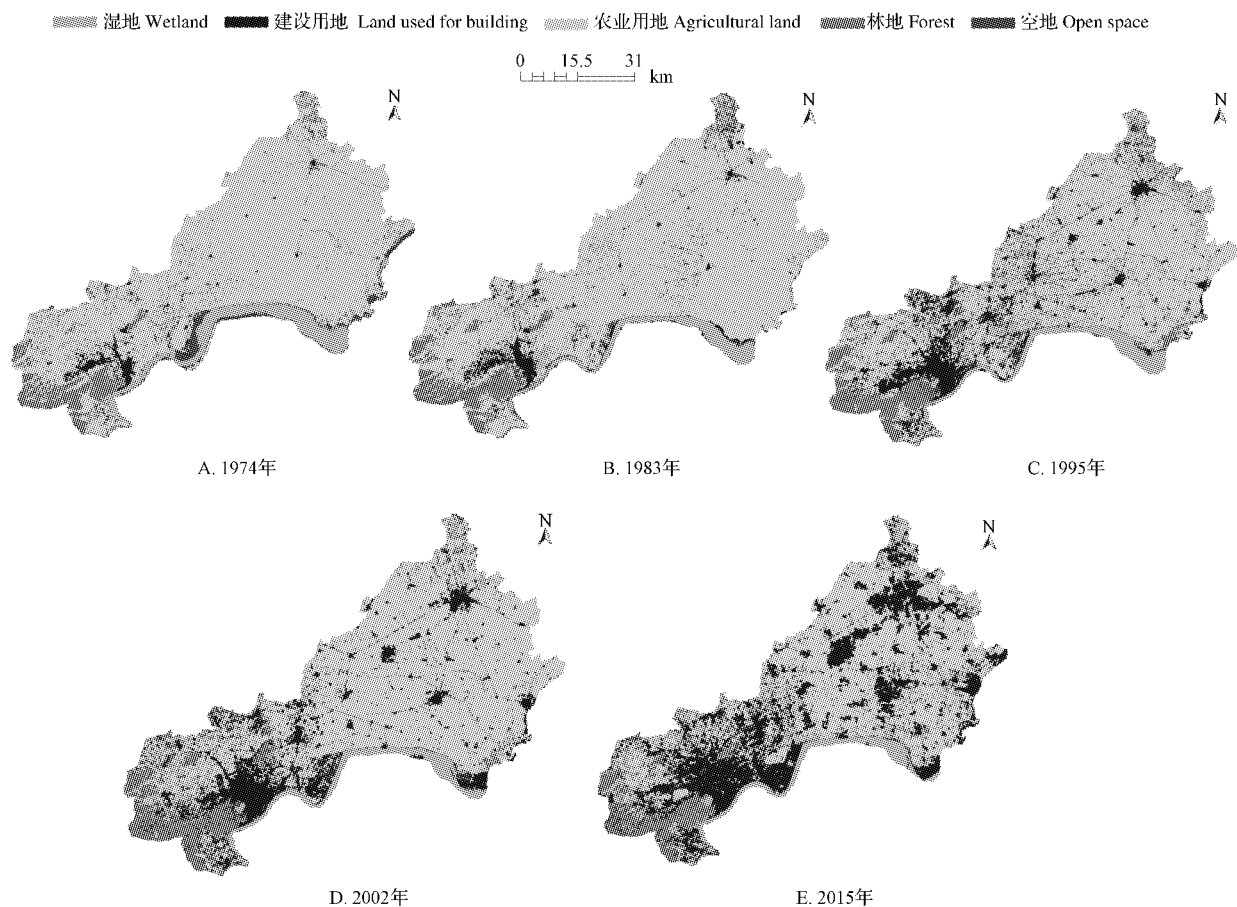 湿地 Wetland 建设用地 Land used for building 农业用地 Agricultural land 林地 Forest 空地 Open space
0 15.5 31
km
N
N
N
A. 1974年
B. 1983年
C. 1995年
N
N
D. 2002年
E. 2015年